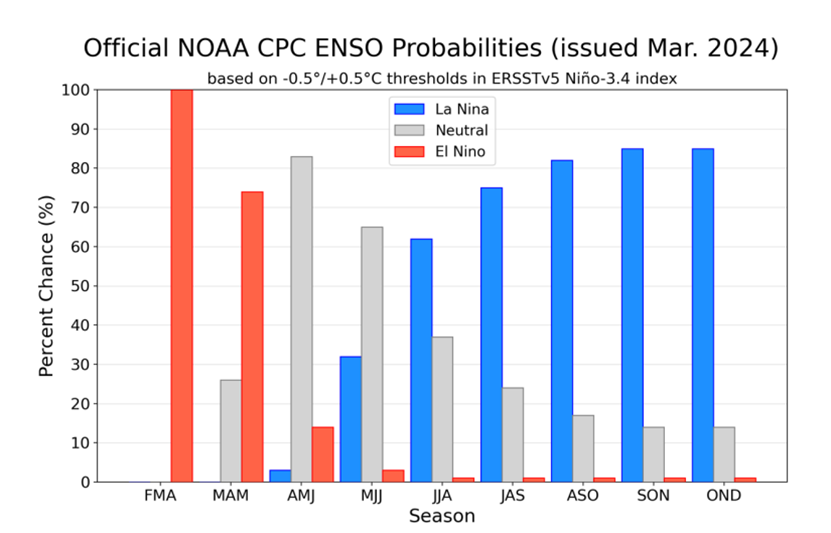 Official NOAA CPC ENSO Probabilities (issued Mar. 2024)
based on -0.5°/+0.5°C thresholds in ERSSTv5 Niño-3.4 index
La Nina
Neutral
El Nino
Percent Chance (%)
100
90
80
70
60
50
40
30
20
10
0
FMA MAM AMJ MJJ JJA JAS ASO SON OND
Season